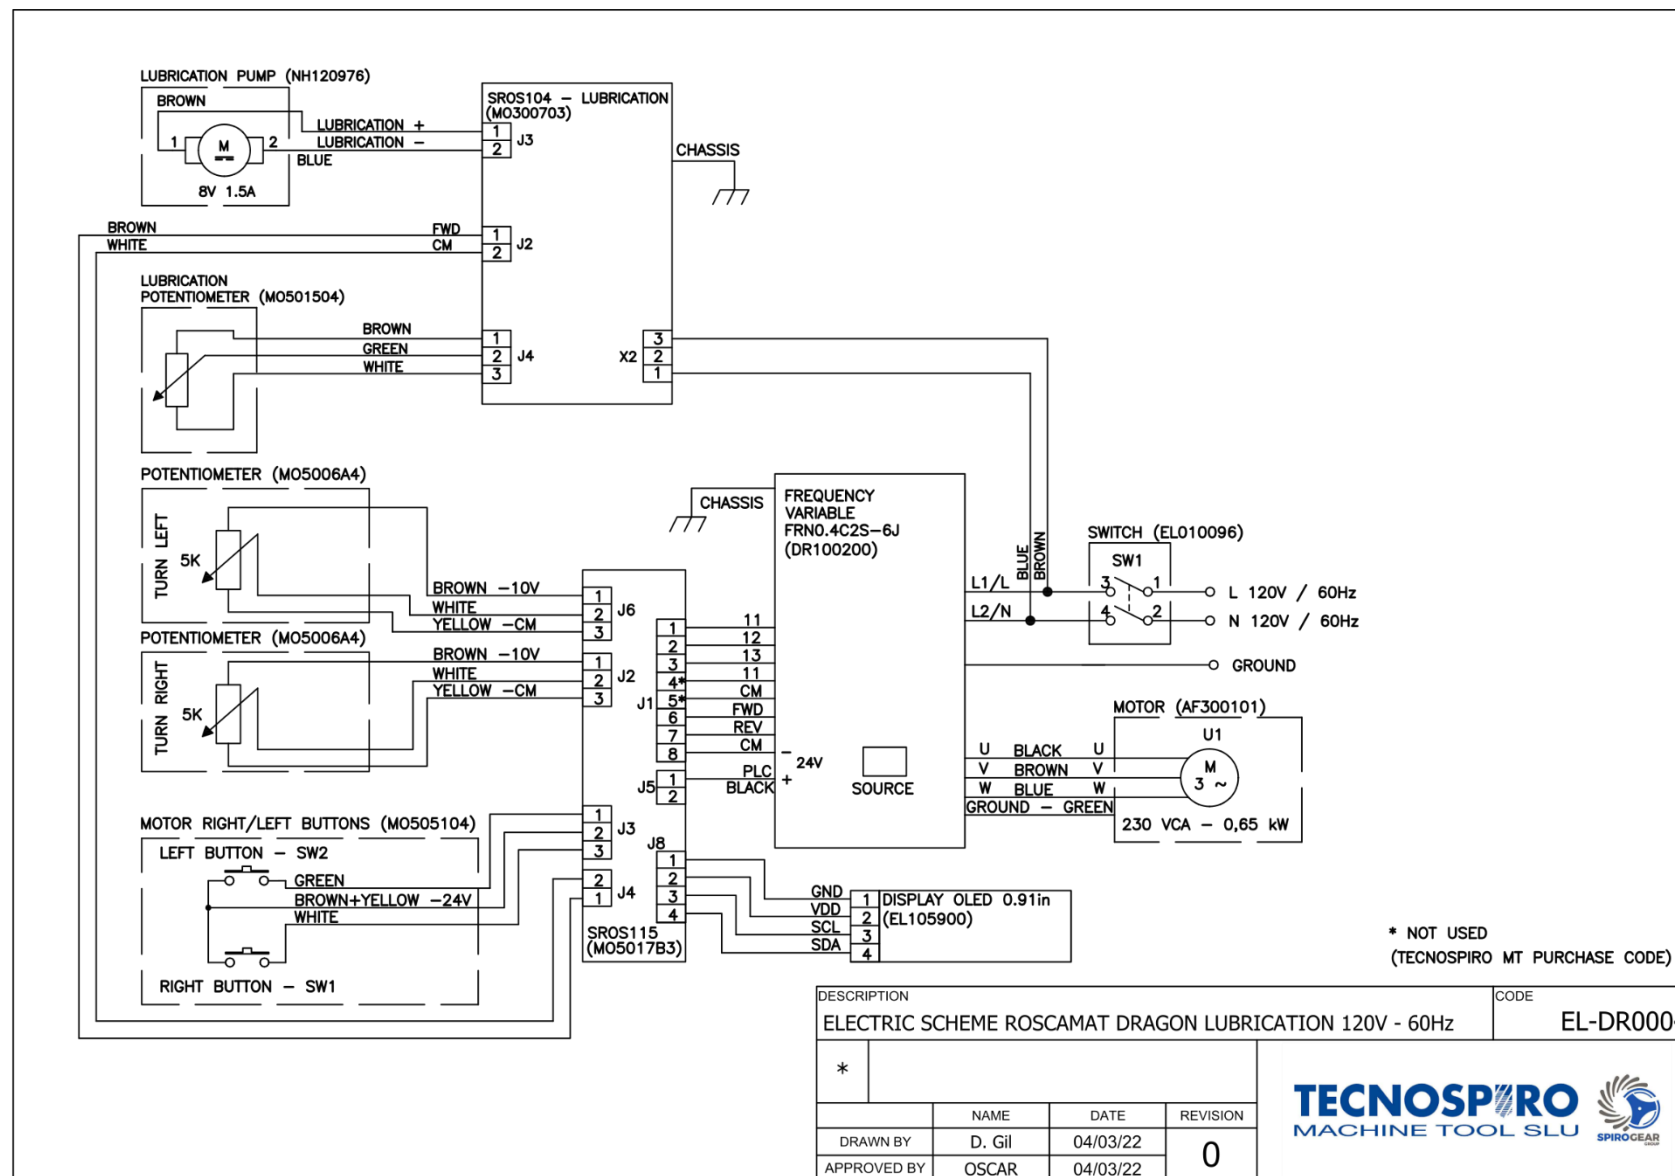 LUBRICATION PUMP (NH120976)
BROWN
LUBRICATION +
LUBRICATION -
BLUE
1
M
2
8V 1.5A
SROS104 - LUBRICATION
(MO300703)
1
2
J3
CHASSIS
BROWN
WHITE
FWD
CM
1
2
J2
LUBRICATION
POTENTIOMETER (MO501504)
BROWN
GREEN
WHITE
1
2
3
J4
X2
3
2
1
POTENTIOMETER (MO5006A4)
TURN LEFT
5K
BROWN -10V
WHITE
YELLOW -CM
1
2
3
J6
POTENTIOMETER (MO5006A4)
TURN RIGHT
5K
BROWN -10V
WHITE
YELLOW -CM
1
2
3
J2
J1
1
2
3
4*
5*
6
7
8
11
12
13
11
CM
FWD
REV
CM
J5
1
2
PLC
BLACK
-
24V
+
CHASSIS
FREQUENCY
VARIABLE
FRN0.4C2S-6J
(DR100200)
SOURCE
L1/L
L2/N
BLUE
BROWN
SWITCH (EL010096)
SW1
3
1
4
2
L 120V / 60Hz
N 120V / 60Hz
GROUND
MOTOR (AF300101)
U1
U BLACK U
V BROWN V
W BLUE W
GROUND - GREEN
M
3 ~
230 VCA - 0,65 kW
MOTOR RIGHT/LEFT BUTTONS (MO505104)
LEFT BUTTON - SW2
GREEN
BROWN+YELLOW -24V
WHITE
RIGHT BUTTON - SW1
1
2
3
J3
2
1
J4
J8
1
2
3
4
SROS115
(MO5017B3)
GND
VDD
SCL
SDA
1
2
3
4
DISPLAY OLED 0.91in
(EL105900)
* NOT USED
(TECNOSPIRO MT PURCHASE CODE)
DESCRIPTION
ELECTRIC SCHEME ROSCAMAT DRAGON LUBRICATION 120V - 60Hz
CODE
EL-DR000
*
NAME DATE REVISION
DRAWN BY D. Gil 04/03/22
0
APPROVED BY OSCAR 04/03/22
TECNOSPIRO
MACHINE TOOL SLU
SPIROGEAR
GROUP